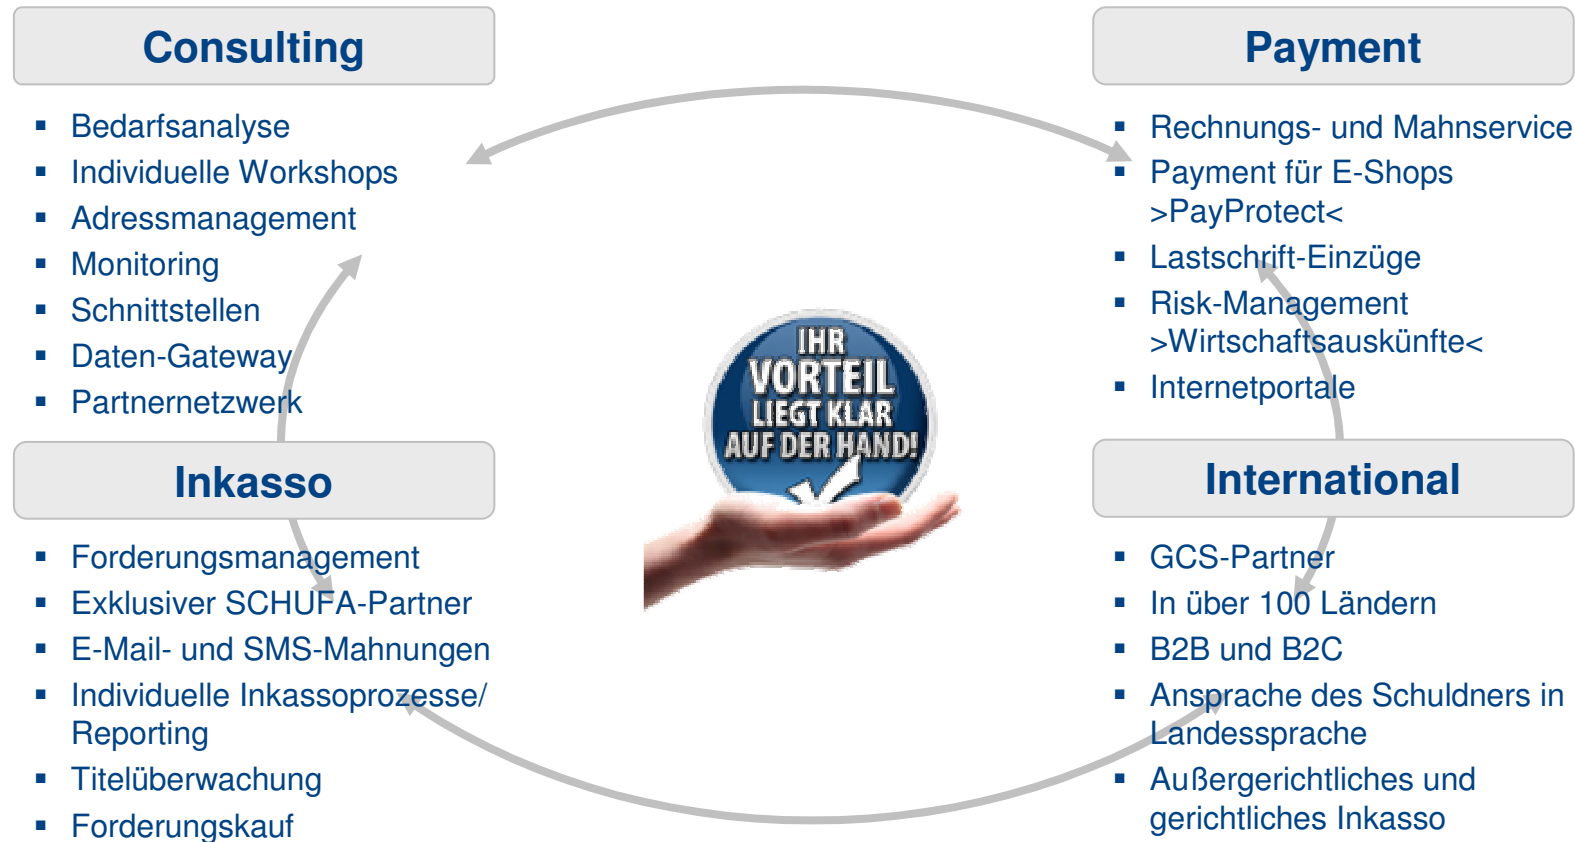 Consulting
Bedarfsanalyse
Individuelle Workshops
Adressmanagement
Monitoring
Schnittstellen
Daten-Gateway
Partnernetzwerk
Payment
Rechnungs- und Mahnservice
Payment für E-Shops
>PayProtect<
Lastschrift-Einzüge
Risk-Management
>Wirtschaftsauskünfte<
Internetportale
IHR
VORTEIL
LIEGT KLAR
AUF DER HAND!
Inkasso
Forderungsmanagement
Exklusiver SCHUFA-Partner
E-Mail- und SMS-Mahnungen
Individuelle Inkassoprozesse/
Reporting
Titelüberwachung
Forderungskauf
International
GCS-Partner
In über 100 Ländern
B2B und B2C
Ansprache des Schuldners in
Landessprache
Außergerichtliches und
gerichtliches Inkasso